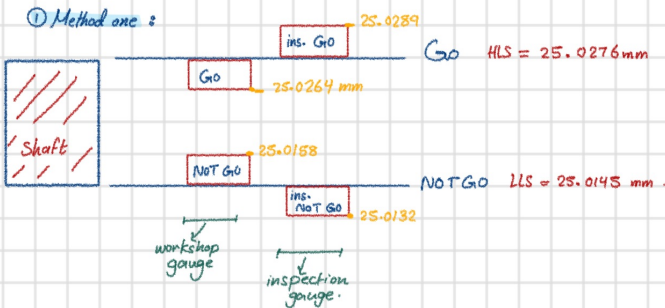 ① Method one :
25.0289
ins. GO
GO HLS = 25.0276 mm
GO
25.0264 mm
Shaft
25.0158
NOT GO
NOT GO LLS = 25.0145 mm.
ins.
NOT GO
25.0132
workshop
gauge
inspection
gauge.